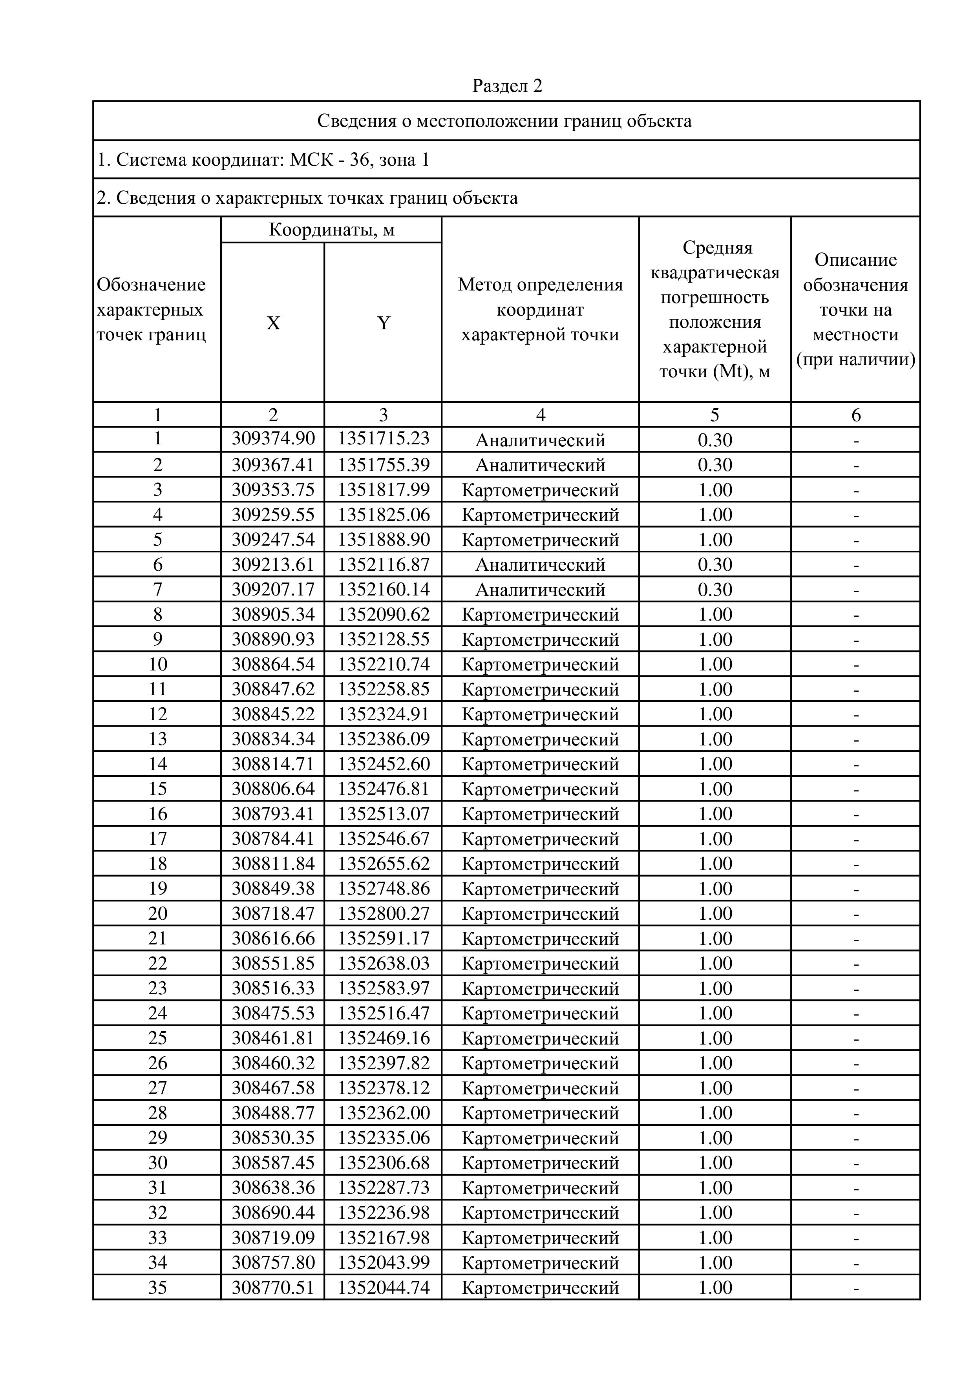 Раздел 2
Сведения о местоположении границ объекта
1. Система координат: МСК - 36, зона 1
2. Сведения о характерных точках границ объекта
Обозначение характерных точек границ
Координаты, м
X
Y
Метод определения координат характерной точки
Средняя квадратическая погрешность положения характерной точки (Mt), м
Описание обозначения точки на местности (при наличии)
1 2 3 4 5 6
1 309374.90 1351715.23 Аналитический 0.30 -
2 309367.41 1351755.39 Аналитический 0.30 -
3 309353.75 1351817.99 Картометрический 1.00 -
4 309259.55 1351825.06 Картометрический 1.00 -
5 309247.54 1351888.90 Картометрический 1.00 -
6 309213.61 1352116.87 Аналитический 0.30 -
7 309207.17 1352160.14 Аналитический 0.30 -
8 308905.34 1352090.62 Картометрический 1.00 -
9 308890.93 1352128.55 Картометрический 1.00 -
10 308864.54 1352210.74 Картометрический 1.00 -
11 308847.62 1352258.85 Картометрический 1.00 -
12 308845.22 1352324.91 Картометрический 1.00 -
13 308834.34 1352386.09 Картометрический 1.00 -
14 308814.71 1352452.60 Картометрический 1.00 -
15 308806.64 1352476.81 Картометрический 1.00 -
16 308793.41 1352513.07 Картометрический 1.00 -
17 308784.41 1352546.67 Картометрический 1.00 -
18 308811.84 1352655.62 Картометрический 1.00 -
19 308849.38 1352748.86 Картометрический 1.00 -
20 308718.47 1352800.27 Картометрический 1.00 -
21 308616.66 1352591.17 Картометрический 1.00 -
22 308551.85 1352638.03 Картометрический 1.00 -
23 308516.33 1352583.97 Картометрический 1.00 -
24 308475.53 1352516.47 Картометрический 1.00 -
25 308461.81 1352469.16 Картометрический 1.00 -
26 308460.32 1352397.82 Картометрический 1.00 -
27 308467.58 1352378.12 Картометрический 1.00 -
28 308488.77 1352362.00 Картометрический 1.00 -
29 308530.35 1352335.06 Картометрический 1.00 -
30 308587.45 1352306.68 Картометрический 1.00 -
31 308638.36 1352287.73 Картометрический 1.00 -
32 308690.44 1352236.98 Картометрический 1.00 -
33 308719.09 1352167.98 Картометрический 1.00 -
34 308757.80 1352043.99 Картометрический 1.00 -
35 308770.51 1352044.74 Картометрический 1.00 -